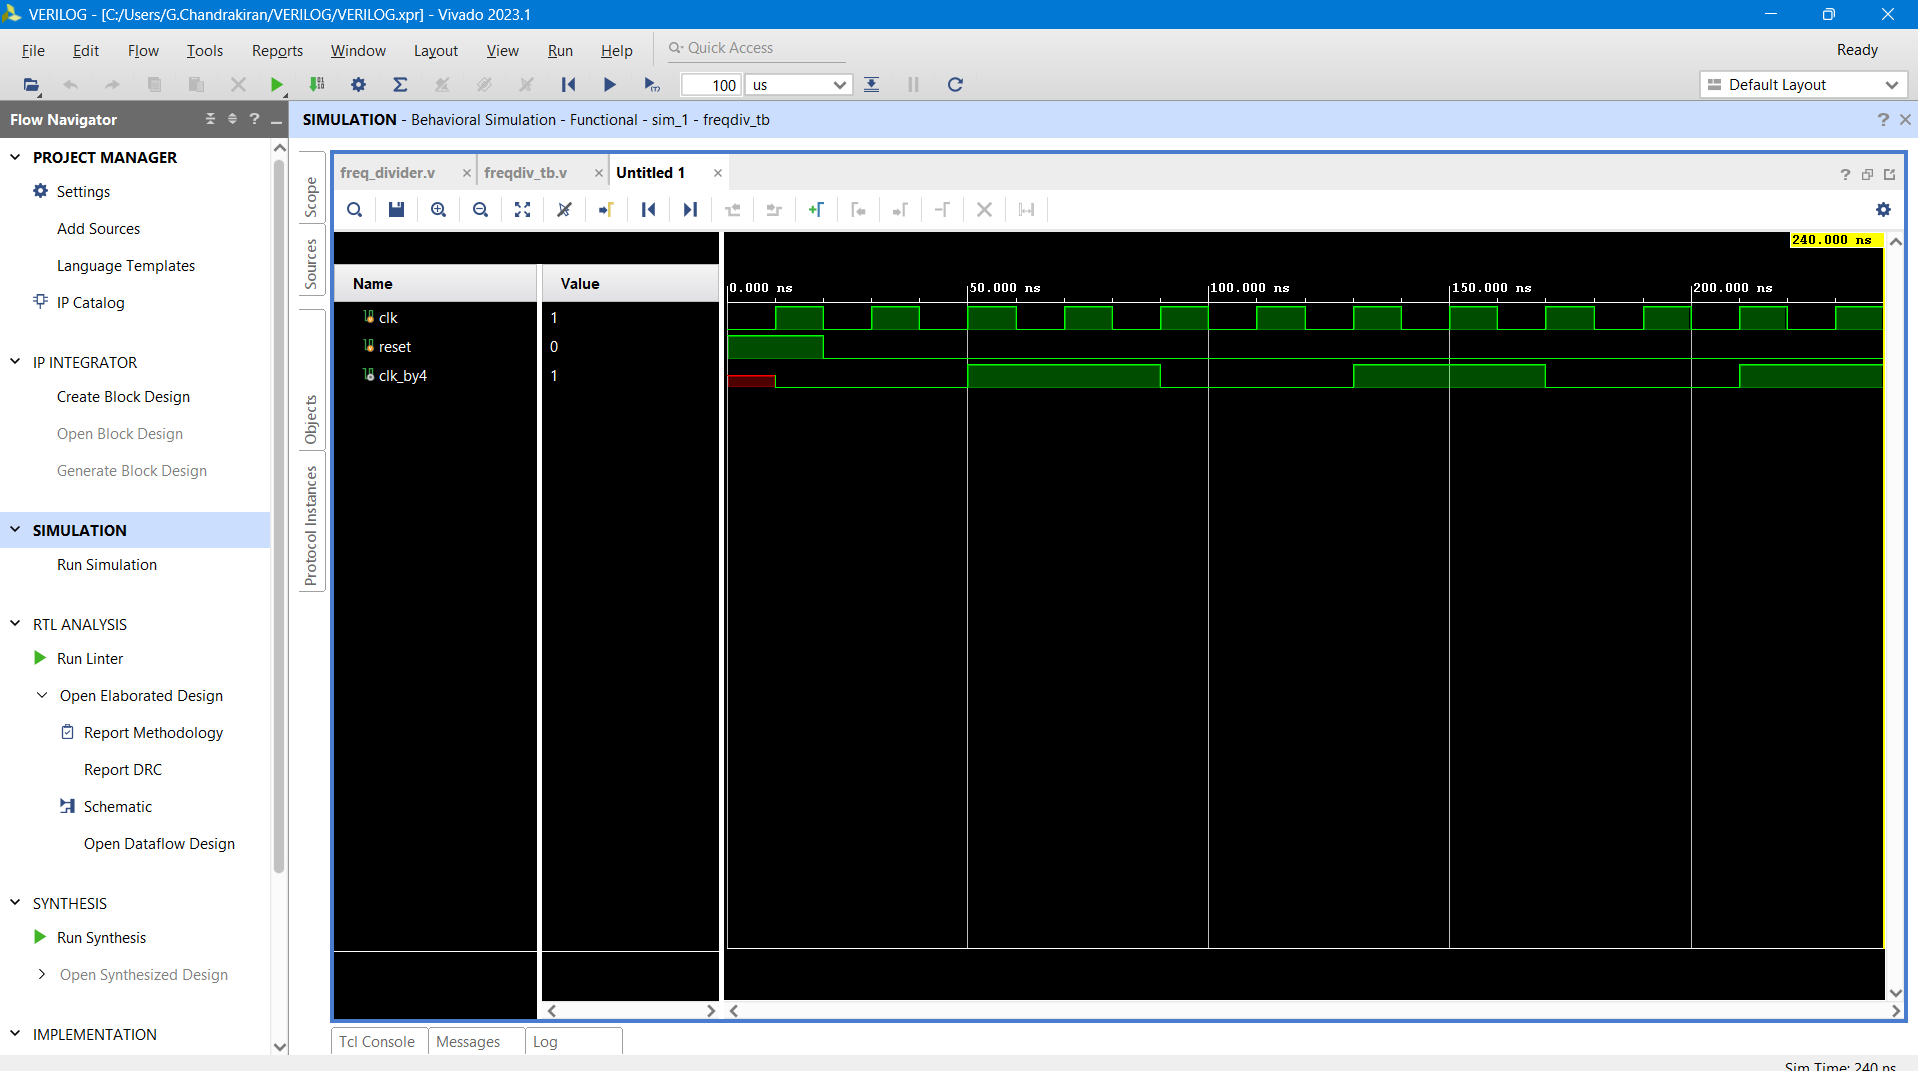 VERILOG - [C:/Users/G.Chandrakiran/VERILOG/VERILOG.xpr] - Vivado 2023.1
File Edit Flow Tools Reports Window Layout View Run Help Quick Access Ready
100 us Default Layout
Flow Navigator
SIMULATION - Behavioral Simulation - Functional - sim_1 - freqdiv_tb
PROJECT MANAGER
Settings
Add Sources
Language Templates
IP Catalog
IP INTEGRATOR
Create Block Design
Open Block Design
Generate Block Design
SIMULATION
Run Simulation
RTL ANALYSIS
Run Linter
Open Elaborated Design
Report Methodology
Report DRC
Schematic
Open Dataflow Design
SYNTHESIS
Run Synthesis
Open Synthesized Design
IMPLEMENTATION
Scope
Sources
Objects
Protocol Instances
freq_divider.v freqdiv_tb.v Untitled 1
240.000 ns
Name Value
0.000 ns 50.000 ns 100.000 ns 150.000 ns 200.000 ns
clk 1
reset 0
clk_by4 1
Tcl Console Messages Log
Sim Time: 240 ns